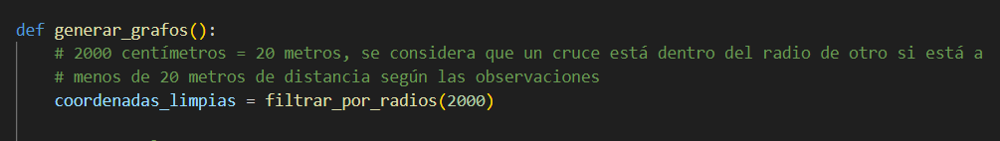 def generar_grafos():
# 2000 centímetros = 20 metros, se considera que un cruce está dentro del radio de otro si está a
# menos de 20 metros de distancia según las observaciones
coordenadas_limpias = filtrar_por_radios(2000)